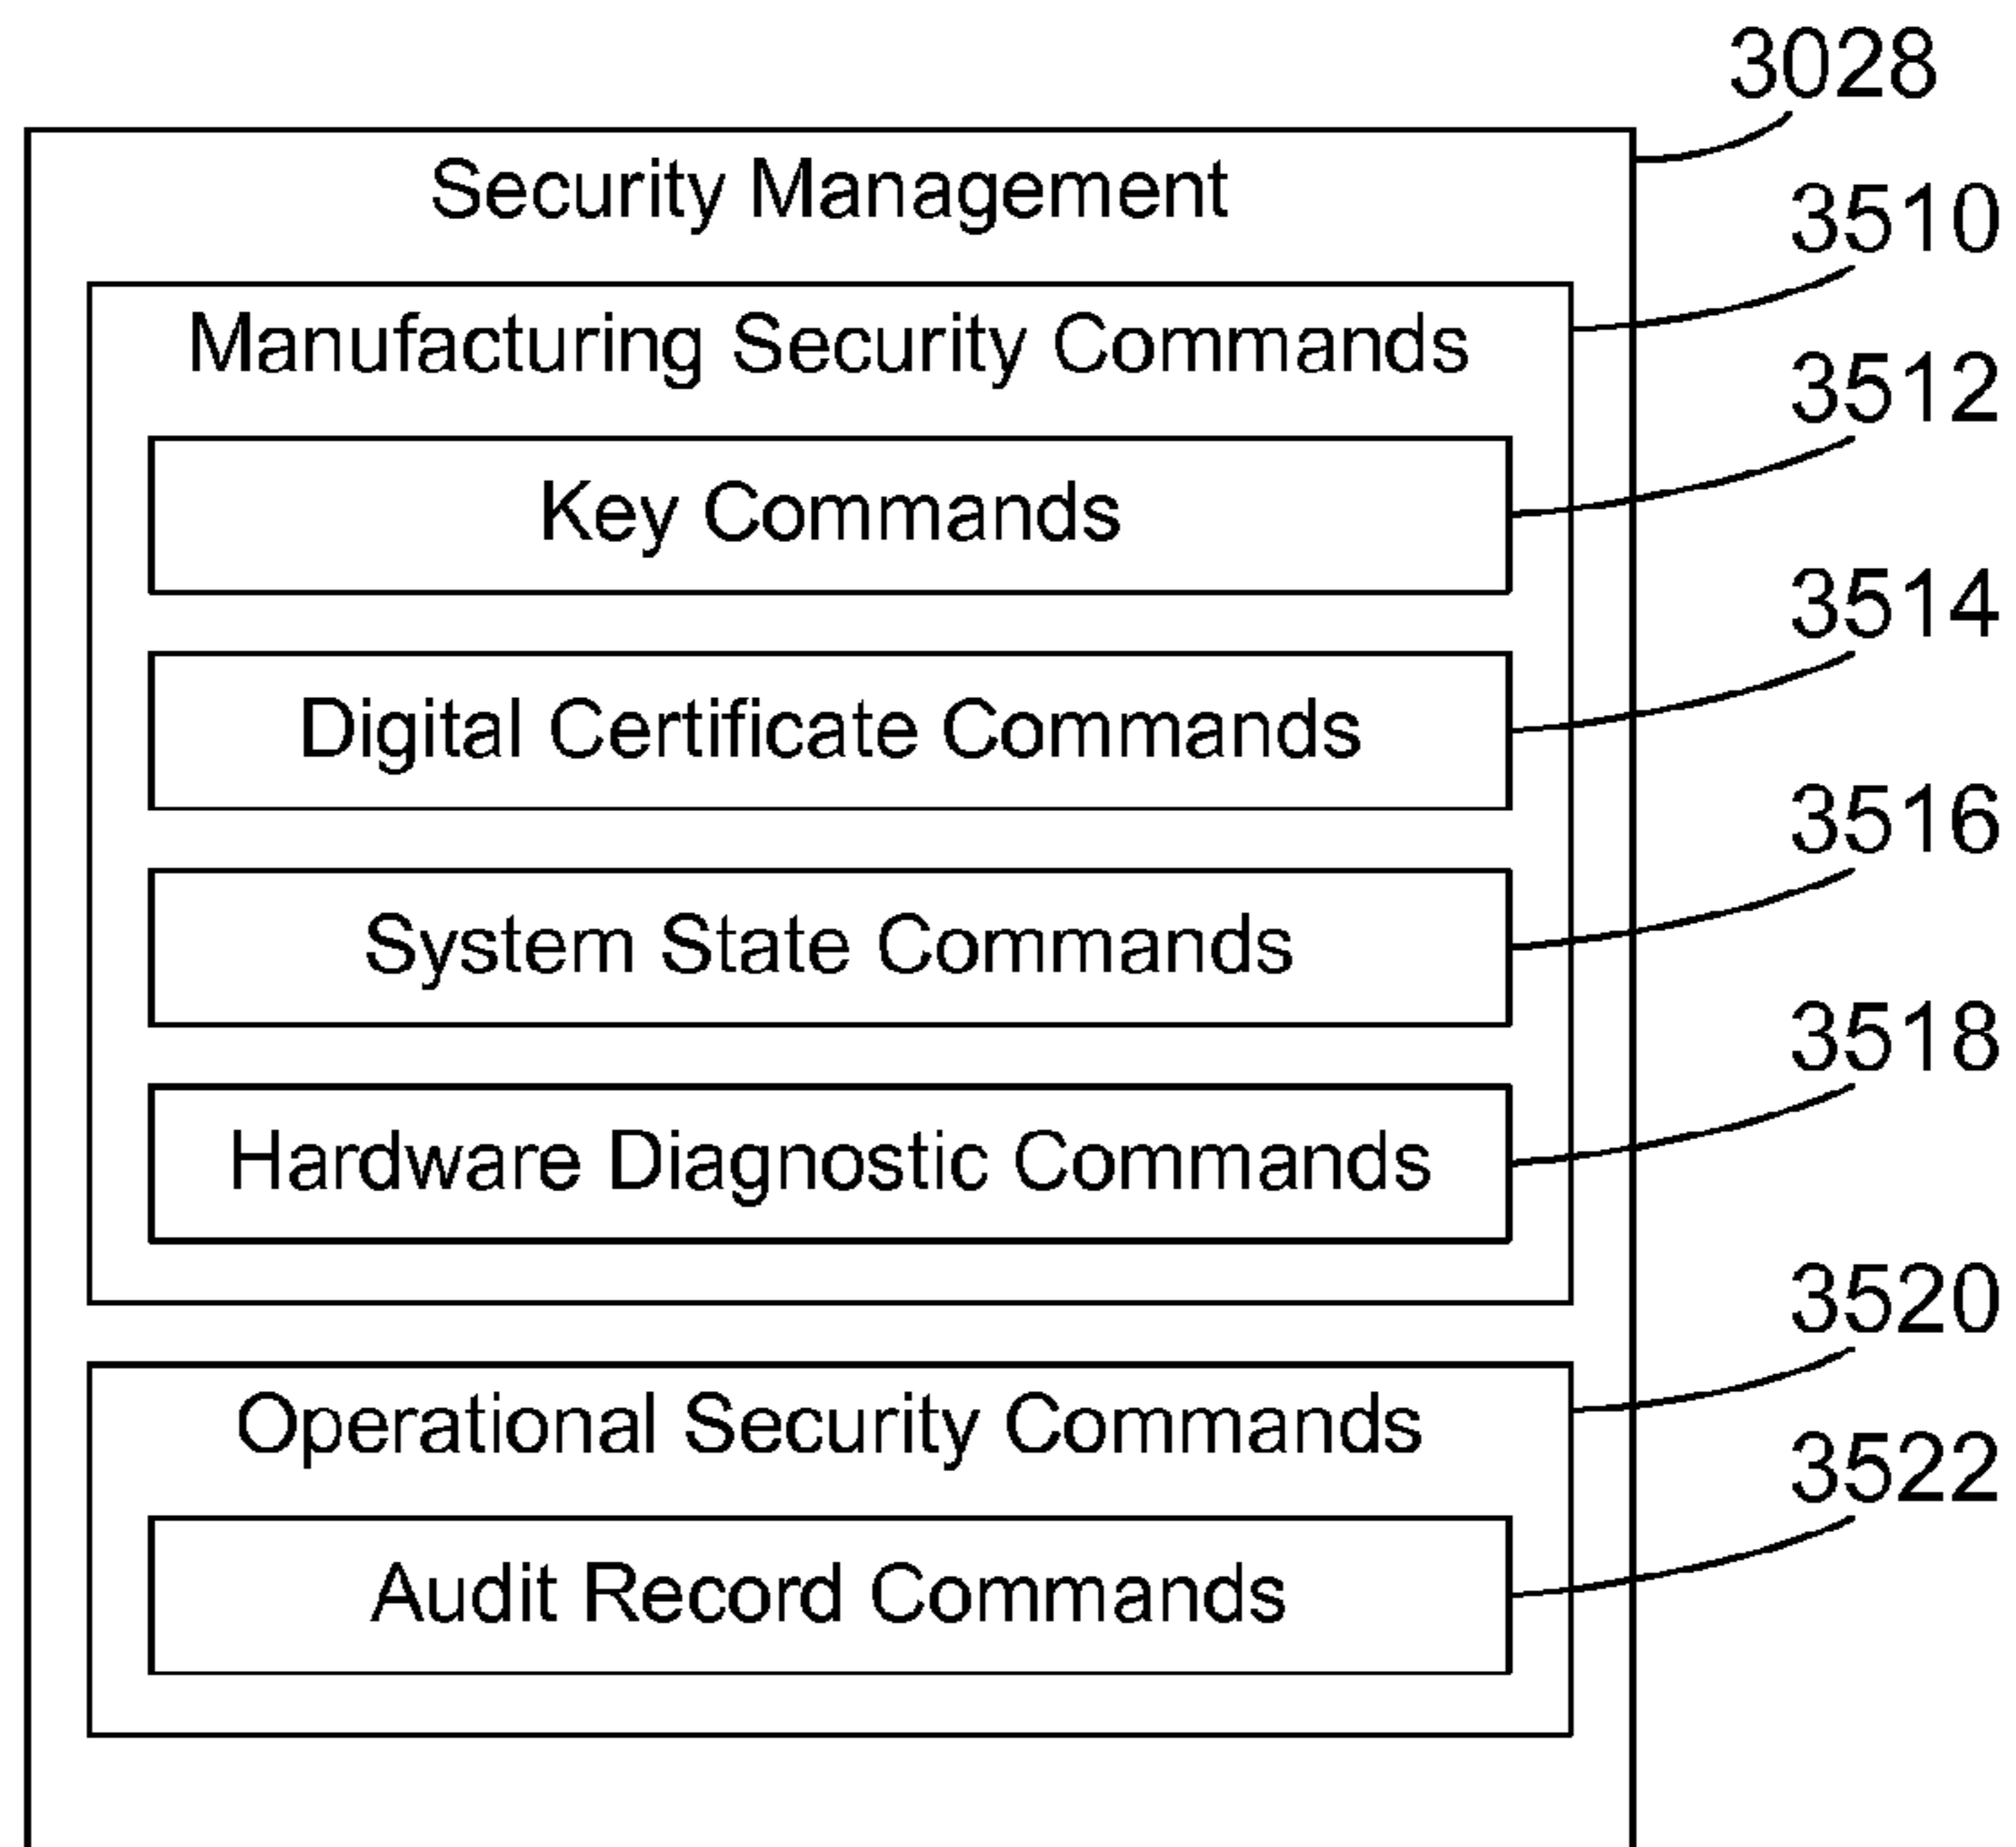 3028
Security Management
3510
Manufacturing Security Commands
3512
Key Commands
3514
Digital Certificate Commands
3516
System State Commands
3518
Hardware Diagnostic Commands
3520
Operational Security Commands
3522
Audit Record Commands